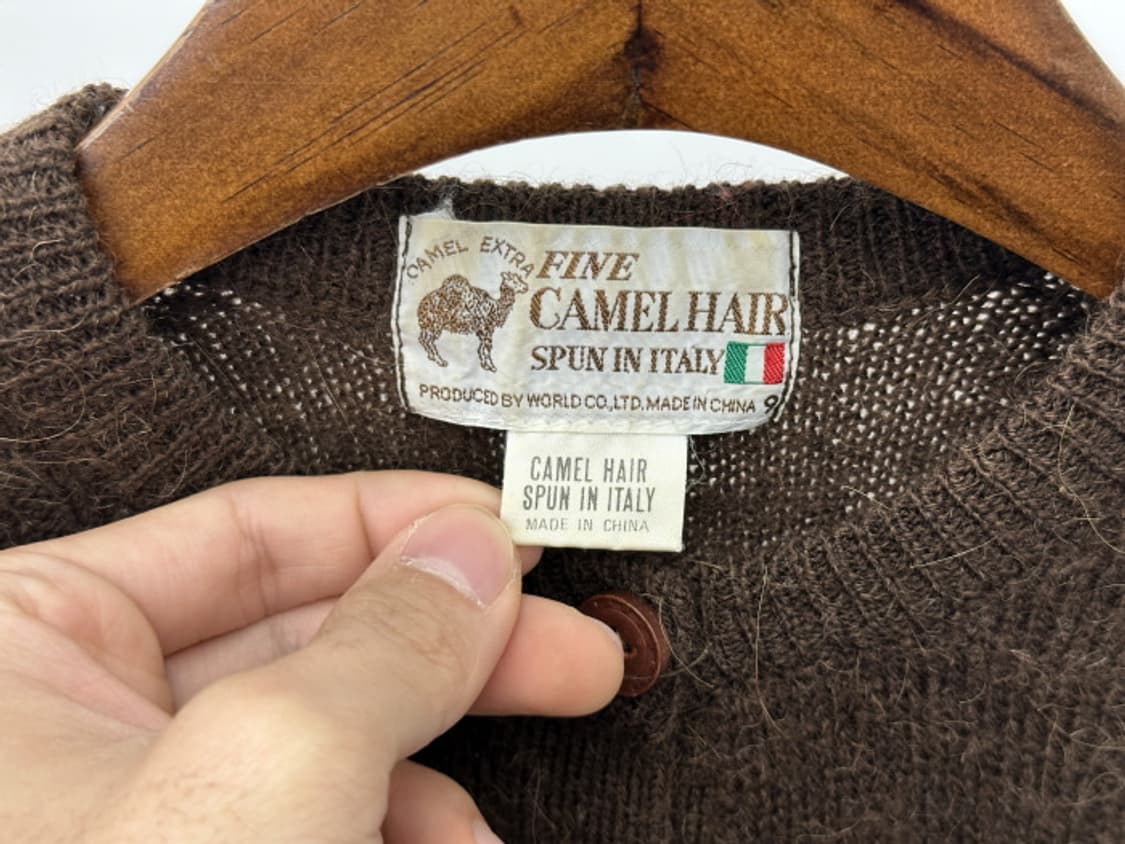 CAMEL EXTRA
FINE
CAMEL HAIR
SPUN IN ITALY
PRODUCED BY WORLD CO., LTD. MADE IN CHINA 9
CAMEL HAIR
SPUN IN ITALY
MADE IN CHINA